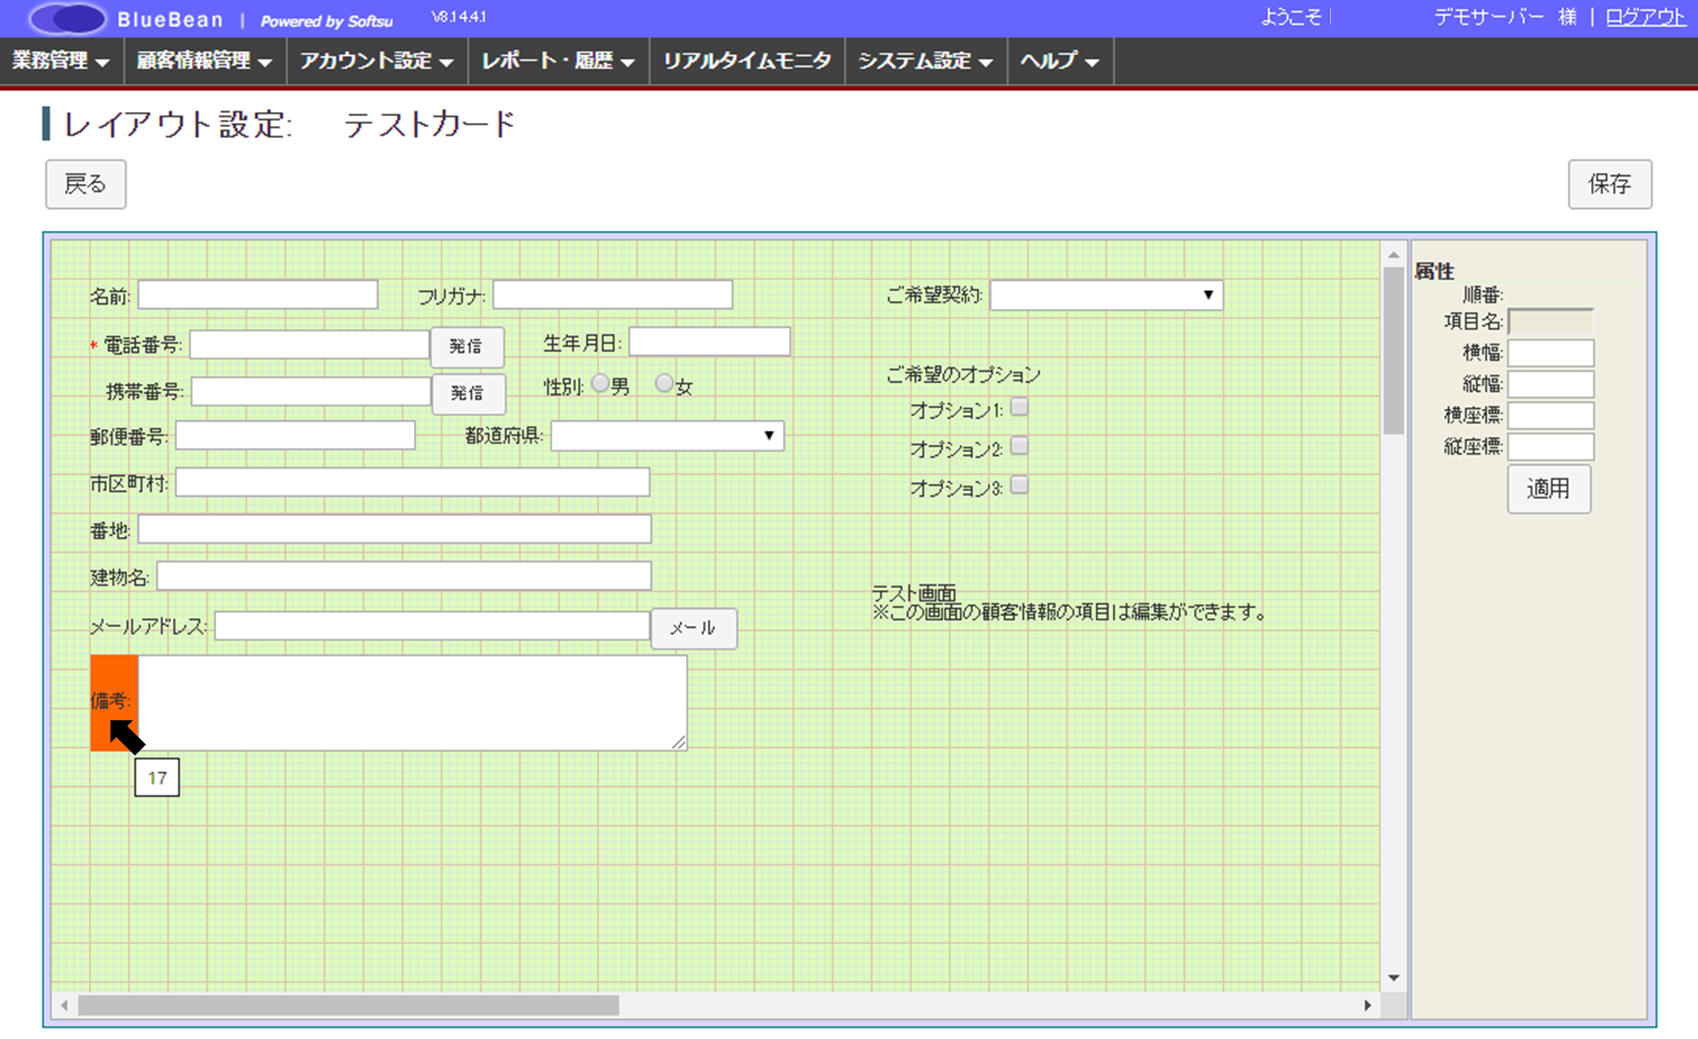 BlueBean | Powered by Softsu V8.14.4.1 ようこそ | デモサーバー 様 | ログアウト
業務管理 顧客情報管理 アカウント設定 レポート・履歴 リアルタイムモニタ システム設定 ヘルプ
レイアウト設定: テストカード
戻る 保存
名前: フリガナ: ご希望契約:
* 電話番号: 発信 生年月日:
携帯番号: 発信 性別: 男 女
ご希望のオプション
オプション1:
郵便番号: 都道府県:
オプション2:
市区町村:
オプション3:
番地:
建物名:
テスト画面
※この画面の顧客情報の項目は編集ができます。
メールアドレス: メール
備考:
17
属性
順番:
項目名:
横幅:
縦幅:
横座標:
縦座標:
適用